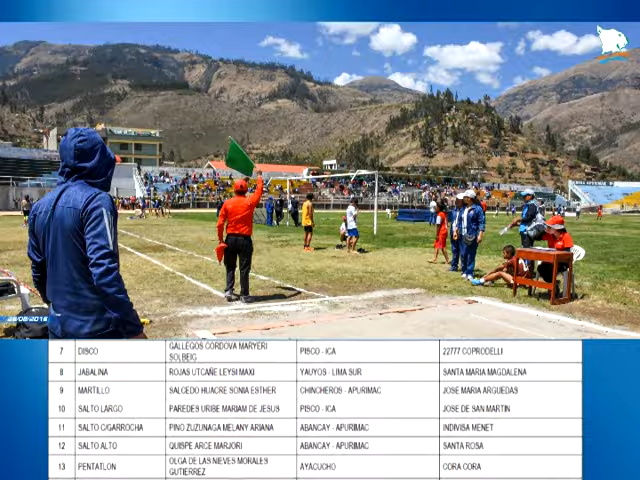 29/08/2016
7 DISCO GALLEGOS CORDOVA MARYERI SOLBEIG PISCO - ICA 22777 COPRODELLI
8 JABALINA ROJAS UTCAÑE LEYSI MAXI YAUYOS - LIMA SUR SANTA MARIA MAGDALENA
9 MARTILLO SALCEDO HUACRE SONIA ESTHER CHINCHEROS - APURIMAC JOSE MARIA ARGUEDAS
10 SALTO LARGO PAREDES URIBE MARIAM DE JESUS PISCO - ICA JOSE DE SAN MARTIN
11 SALTO C/GARROCHA PINO ZUZUNAGA MELANY ARIANA ABANCAY - APURIMAC INDIVISA MENET
12 SALTO ALTO QUISPE ARCE MARJORI ABANCAY - APURIMAC SANTA ROSA
13 PENTATLON OLGA DE LAS NIEVES MORALES GUTIERREZ AYACUCHO CORA CORA